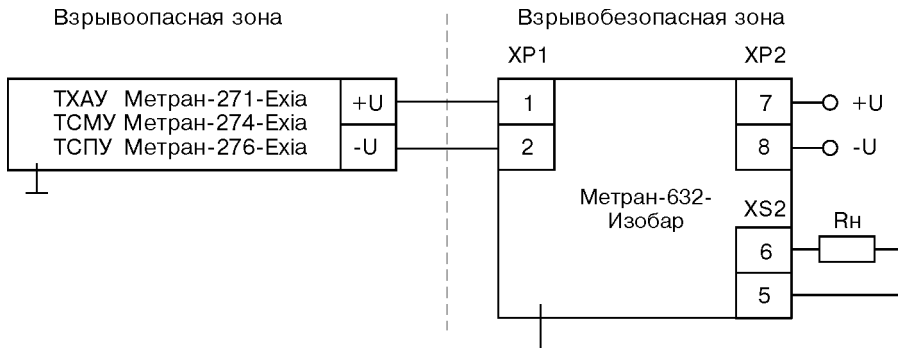 Взрывоопасная зона
Взрывобезопасная зона
XP1
XP2
ТХАУ Метран-271-Exia
ТСМУ Метран-274-Exia
ТСПУ Метран-276-Exia
+U
-U
1
2
7
8
+U
-U
Метран-632-
Изобар
XS2
6
5
Rн